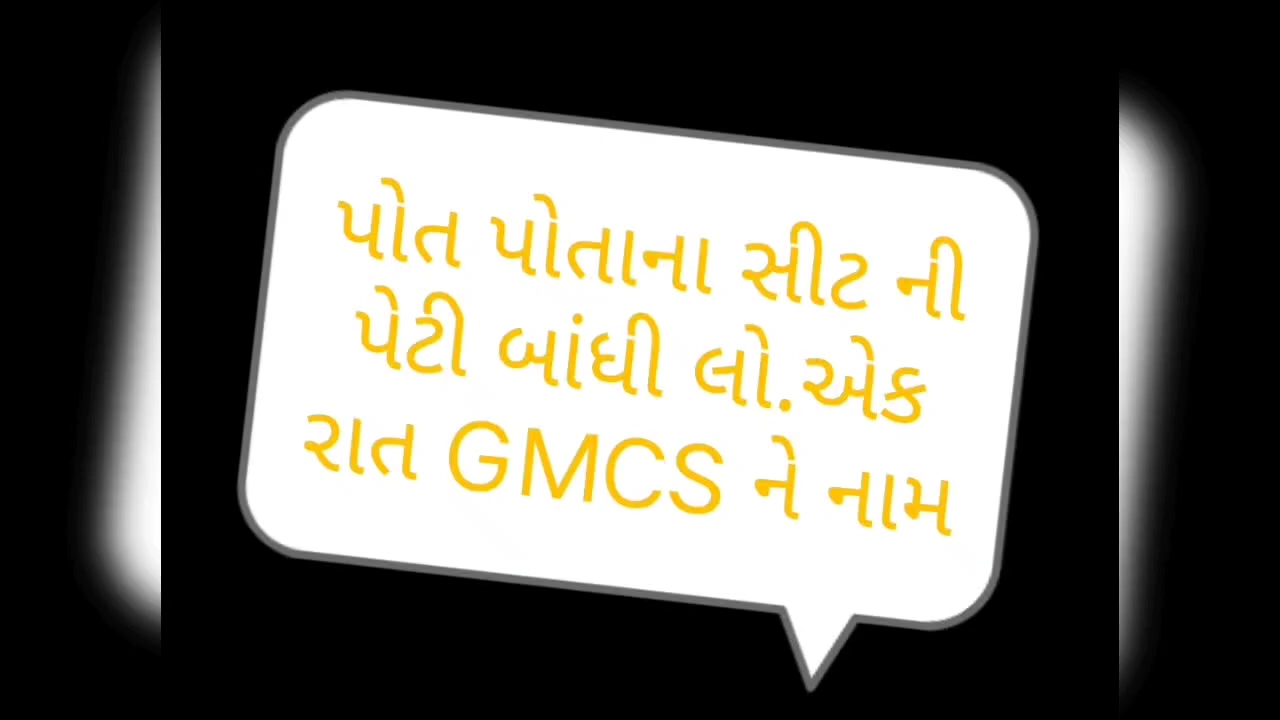 પોત પોતાના સીટ ની
પેટી બાંધી લો.એક
રાત GMCS ને નામ